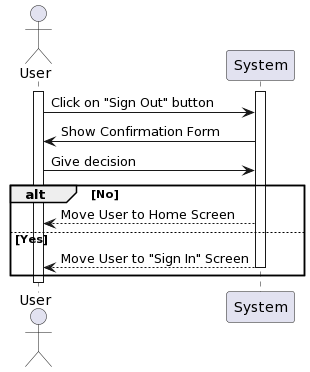 User
System
Click on "Sign Out" button
Show Confirmation Form
Give decision
alt [No]
Move User to Home Screen
[Yes]
Move User to "Sign In" Screen
User
System